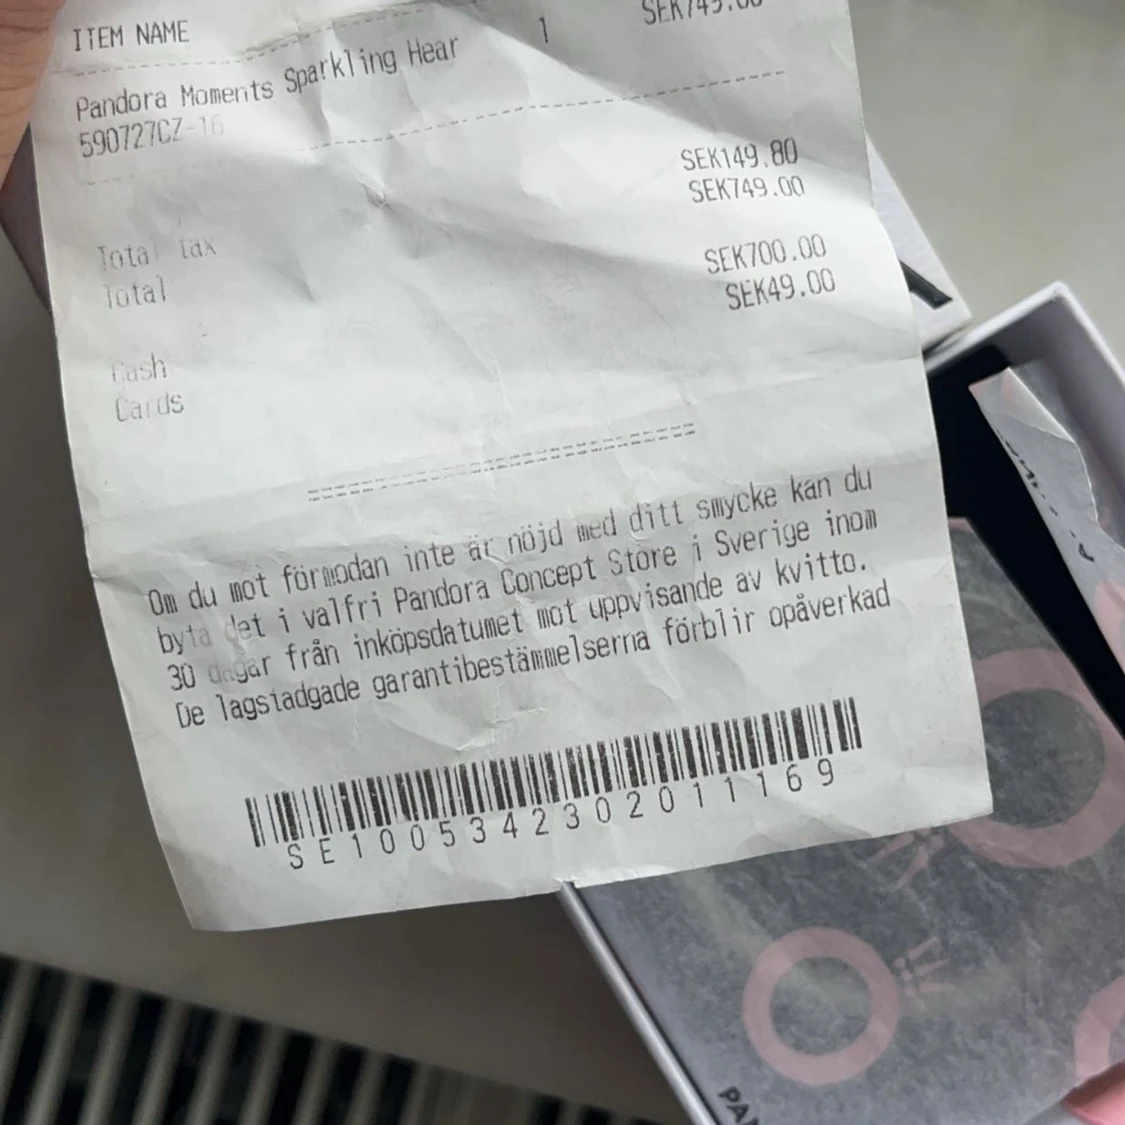 ITEM NAME 1 SEK749.00
Pandora Moments Sparkling Hear
590727CZ-16
SEK149.80
SEK749.00
Total Tax
Total
SEK700.00
SEK49.00
Cash
Cards
Om du mot förmodan inte är nöjd med ditt smycke kan du
byta det i valfri Pandora Concept Store i Sverige inom
30 dagar från inköpsdatumet mot uppvisande av kvitto.
De lagstadgade garantibestämmelserna förblir opåverkad
SE1005342302011169